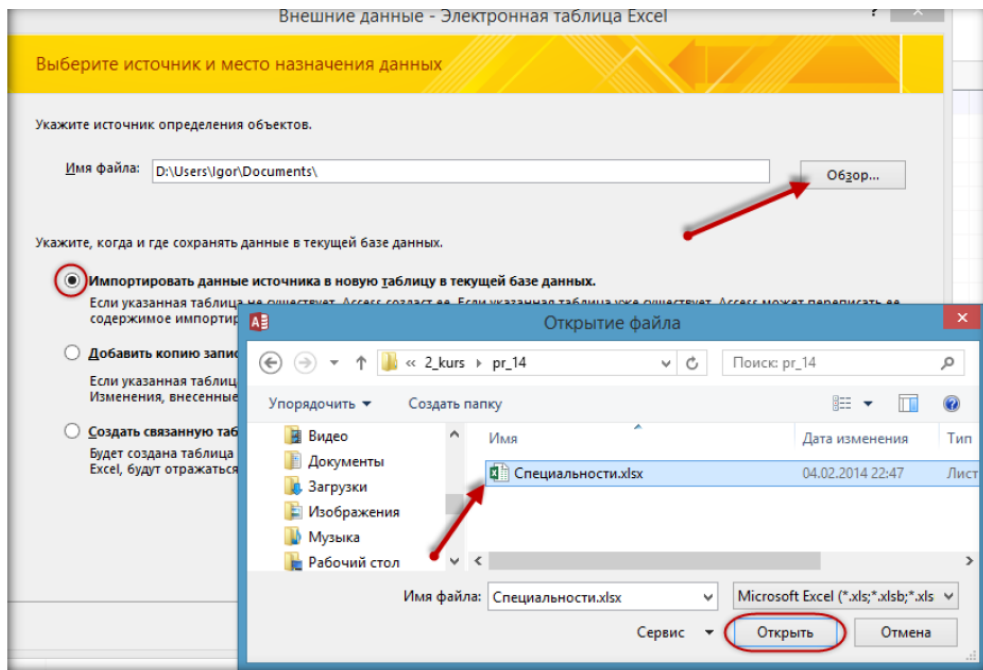 Внешние данные - Электронная таблица Excel
?
Выберите источник и место назначения данных
Укажите источник определения объектов.
Имя файла: D:\Users\Igor\Documents\ Обзор...
Укажите, когда и где сохранять данные в текущей базе данных.
Импортировать данные источника в новую таблицу в текущей базе данных.
Если указанная таблица не существует, Access создаст ее. Если указанная таблица уже существует, Access может переписать ее
содержимое
Добавить копию
Если указанная
Изменения, внесенные
Создать
Будет создана таблица
Excel, будут отражаться
Открытие файла
« 2_kurs pr_14 Поиск: pr_14
Упорядочить Создать папку
Видео
Документы
Загрузки
Изображения
Музыка
Рабочий стол
Имя Дата изменения Тип
Специальности.xlsx 04.02.2014 22:47 Лист
Имя файла: Специальности.xlsx Microsoft Excel (*.xls;*.xlsb;*.xls
Сервис Открыть Отмена